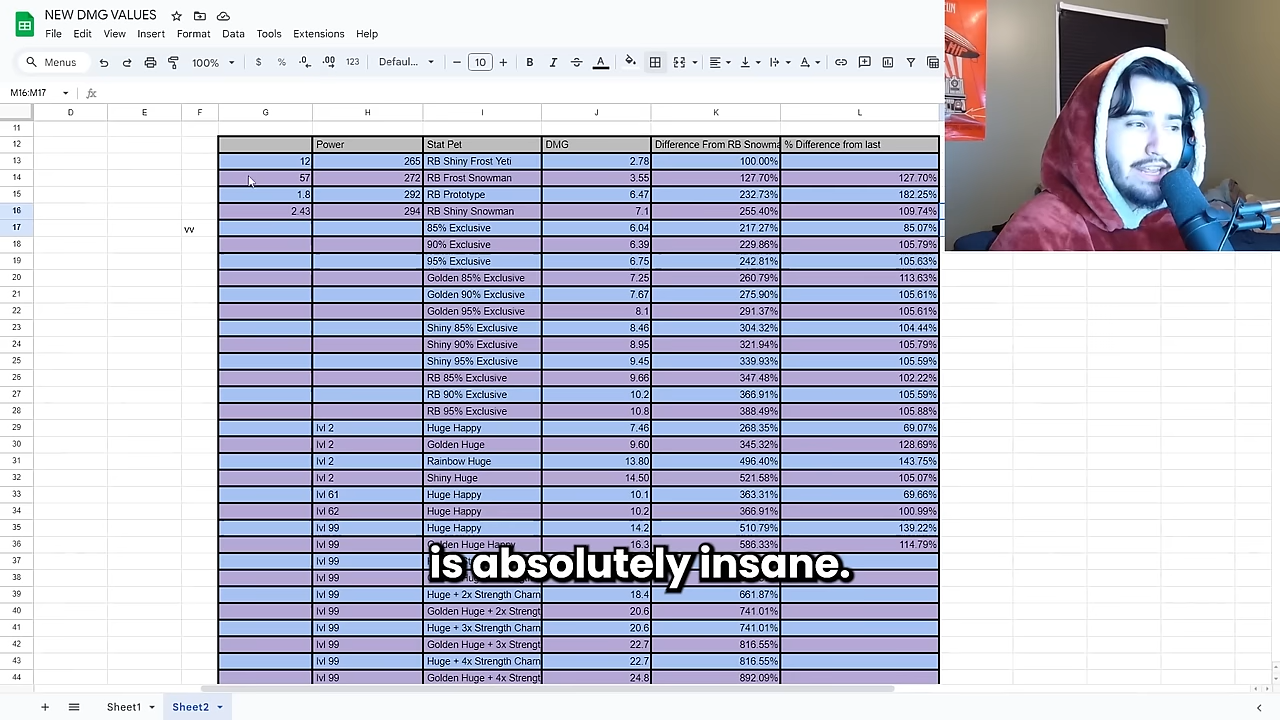 NEW DMG VALUES
File Edit View Insert Format Data Tools Extensions Help
Menus 100% $ % .0 .00 123 Defaul... 10 B I A
M16:M17 fx
D E F G H I J K L
11
12 Power Stat Pet DMG Difference From RB Snowma % Difference from last
13 12 265 RB Shiny Frost Yeti 2.78 100.00%
14 57 272 RB Frost Snowman 3.55 127.70% 127.70%
15 1.8 292 RB Prototype 6.47 232.73% 182.25%
16 2.43 294 RB Shiny Snowman 7.1 255.40% 109.74%
17 vv 85% Exclusive 6.04 217.27% 85.07%
18 90% Exclusive 6.39 229.86% 105.79%
19 95% Exclusive 6.75 242.81% 105.63%
20 Golden 85% Exclusive 7.25 260.79% 113.63%
21 Golden 90% Exclusive 7.67 275.90% 105.61%
22 Golden 95% Exclusive 8.1 291.37% 105.61%
23 Shiny 85% Exclusive 8.46 304.32% 104.44%
24 Shiny 90% Exclusive 8.95 321.94% 105.79%
25 Shiny 95% Exclusive 9.45 339.93% 105.59%
26 RB 85% Exclusive 9.66 347.48% 102.22%
27 RB 90% Exclusive 10.2 366.91% 105.59%
28 RB 95% Exclusive 10.8 388.49% 105.88%
29 lvl 2 Huge Happy 7.46 268.35% 69.07%
30 lvl 2 Golden Huge 9.60 345.32% 128.69%
31 lvl 2 Rainbow Huge 13.80 496.40% 143.75%
32 lvl 2 Shiny Huge 14.50 521.58% 105.07%
33 lvl 61 Huge Happy 10.1 363.31% 69.66%
34 lvl 62 Huge Happy 10.2 366.91% 100.99%
35 lvl 99 Huge Happy 14.2 510.79% 139.22%
36 lvl 99 Golden Huge Happy 16.3 586.33% 114.79%
37 lvl 99
is absolutely insane.
38 lvl 99
39 lvl 99 Huge + 2x Strength Charn 18.4 661.87%
40 lvl 99 Golden Huge + 2x Strengt 20.6 741.01%
41 lvl 99 Huge + 3x Strength Charn 20.6 741.01%
42 lvl 99 Golden Huge + 3x Strengt 22.7 816.55%
43 lvl 99 Huge + 4x Strength Charn 22.7 816.55%
44 lvl 99 Golden Huge + 4x Strengt 24.8 892.09%
Sheet1 Sheet2